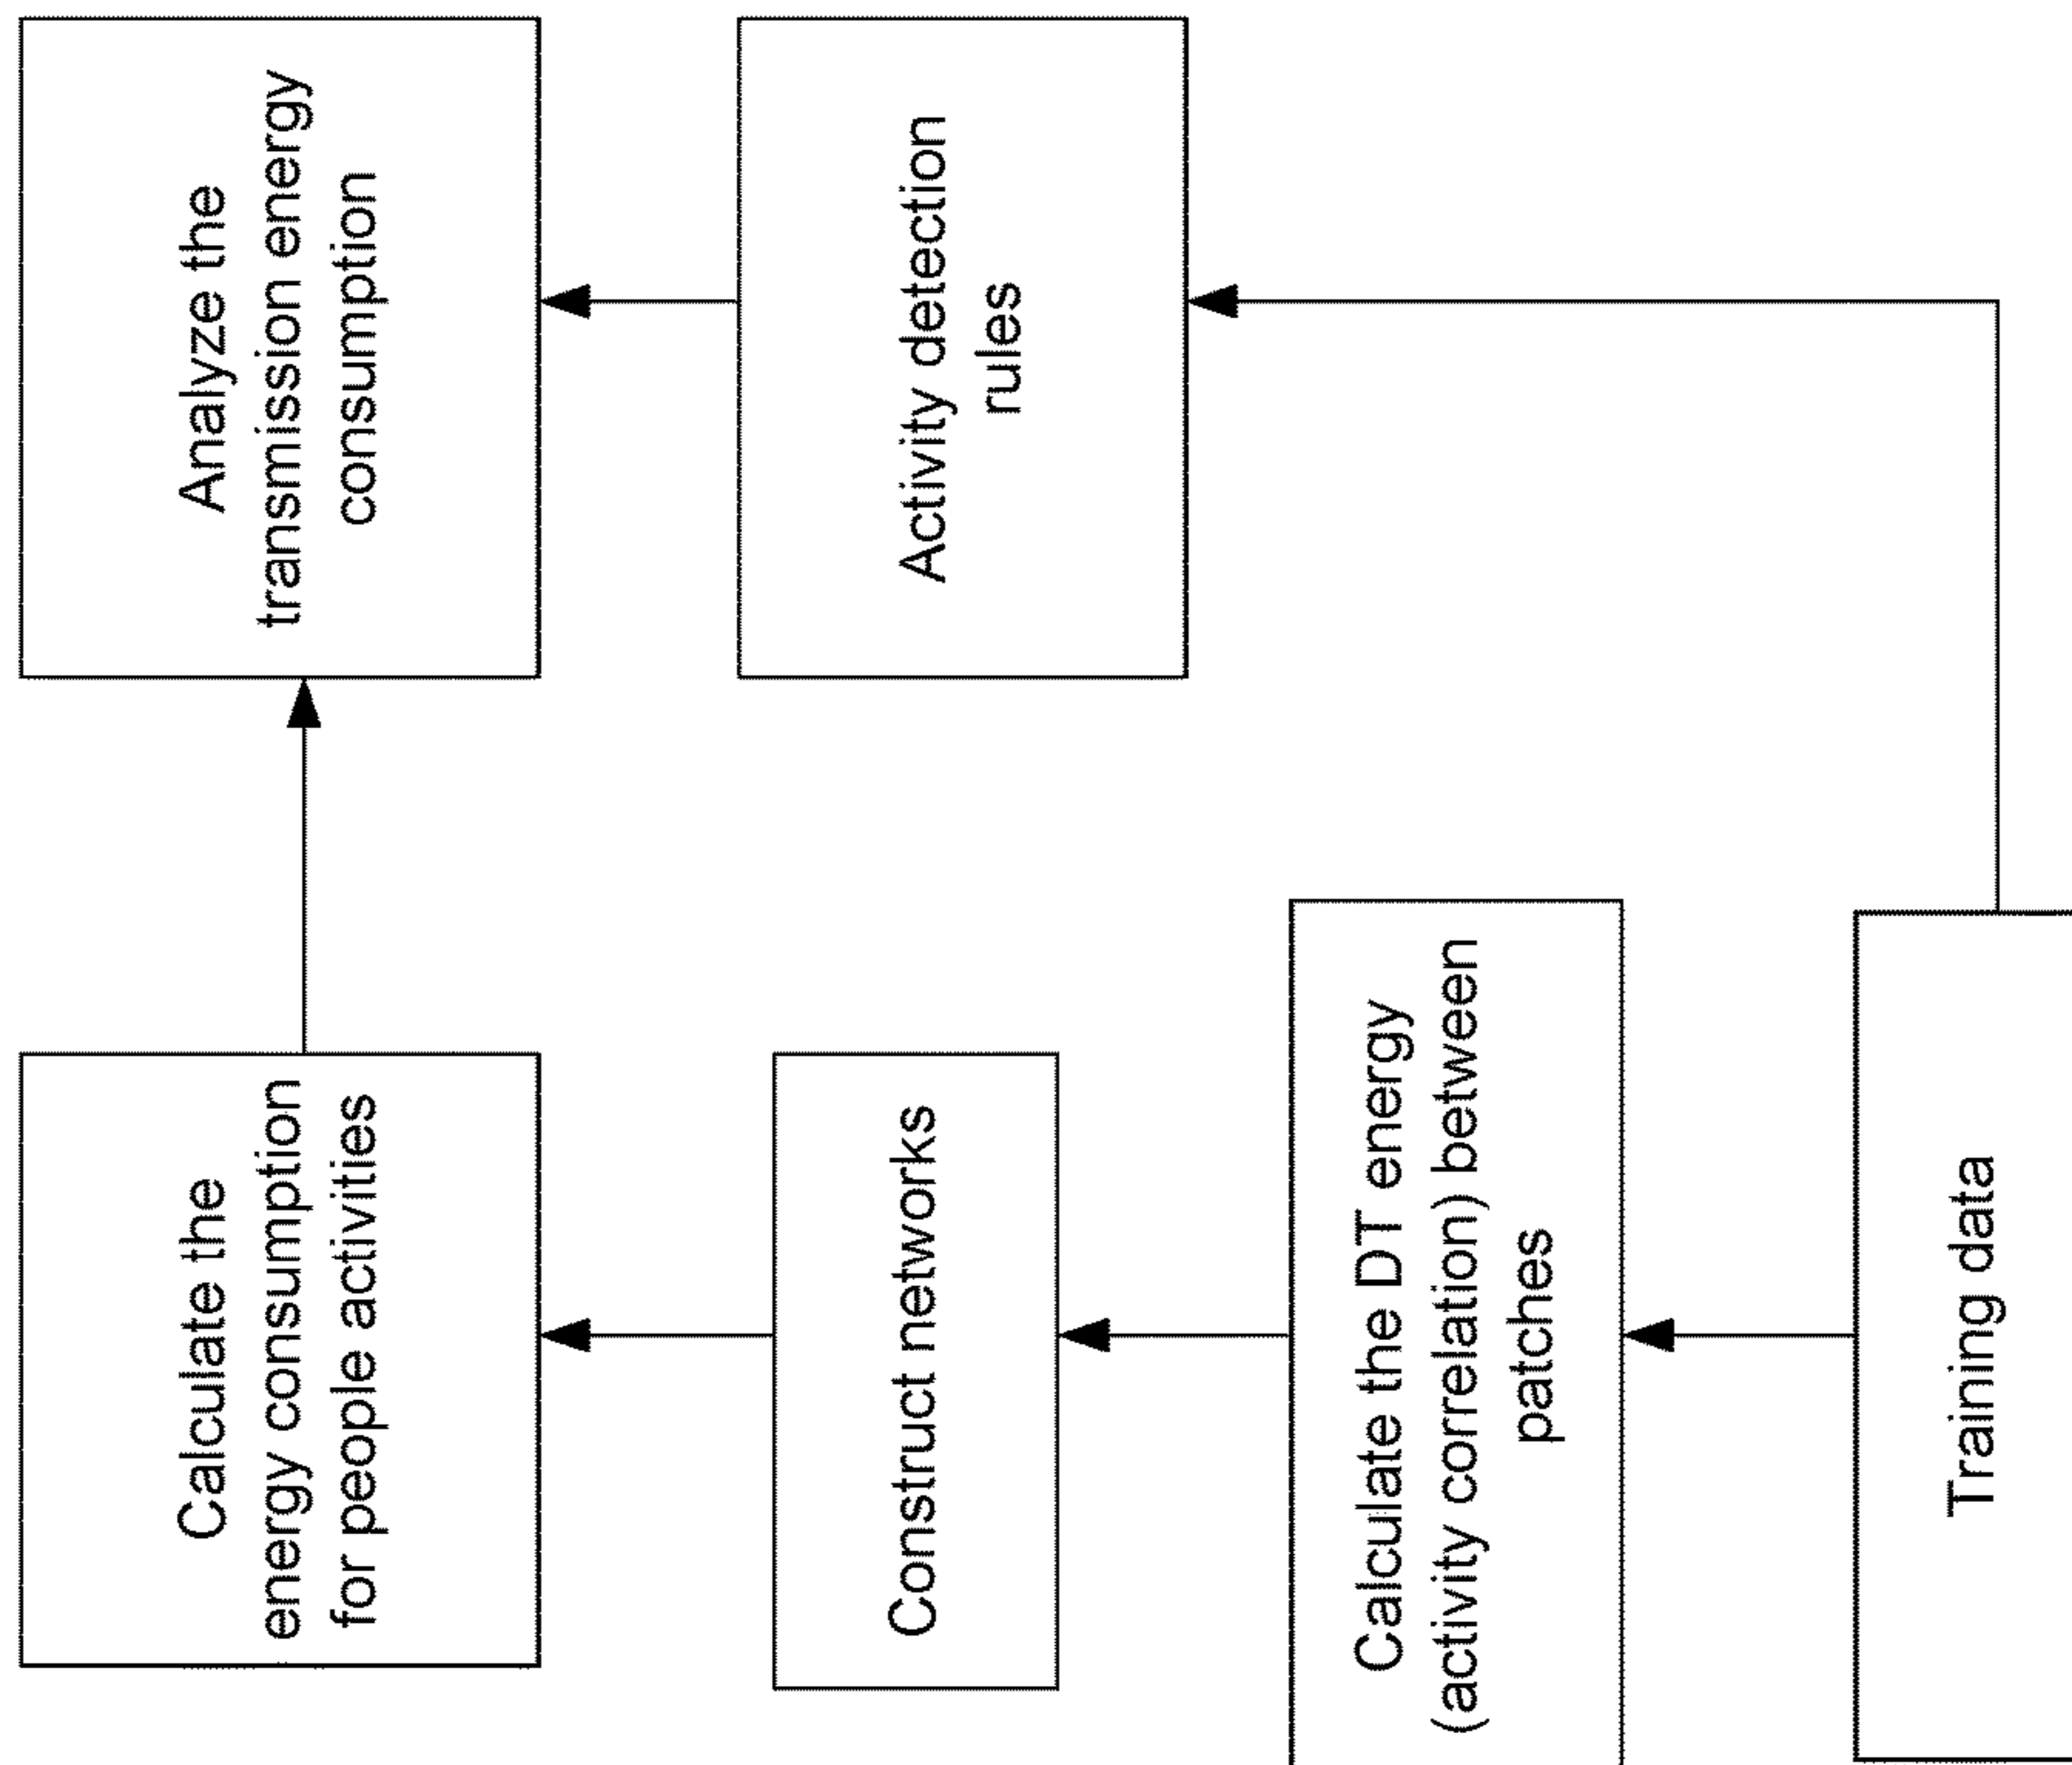 Analyze the
transmission energy
consumption
Activity detection
rules
Calculate the
energy consumption
for people activities
Construct networks
Calculate the DT energy
(activity correlation) between
patches
Training data